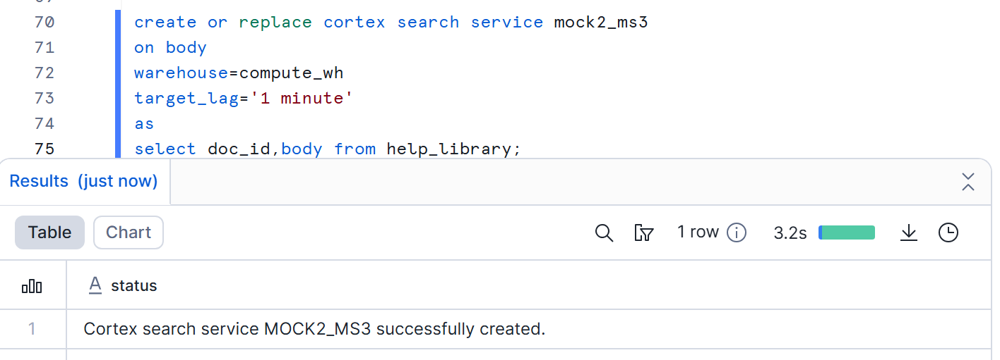 70 create or replace cortex search service mock2_ms3
71 on body
72 warehouse=compute_wh
73 target_lag='1 minute'
74 as
75 select doc_id,body from help_library;
Results (just now)
Table Chart 1 row 3.2s
A status
1 Cortex search service MOCK2_MS3 successfully created.